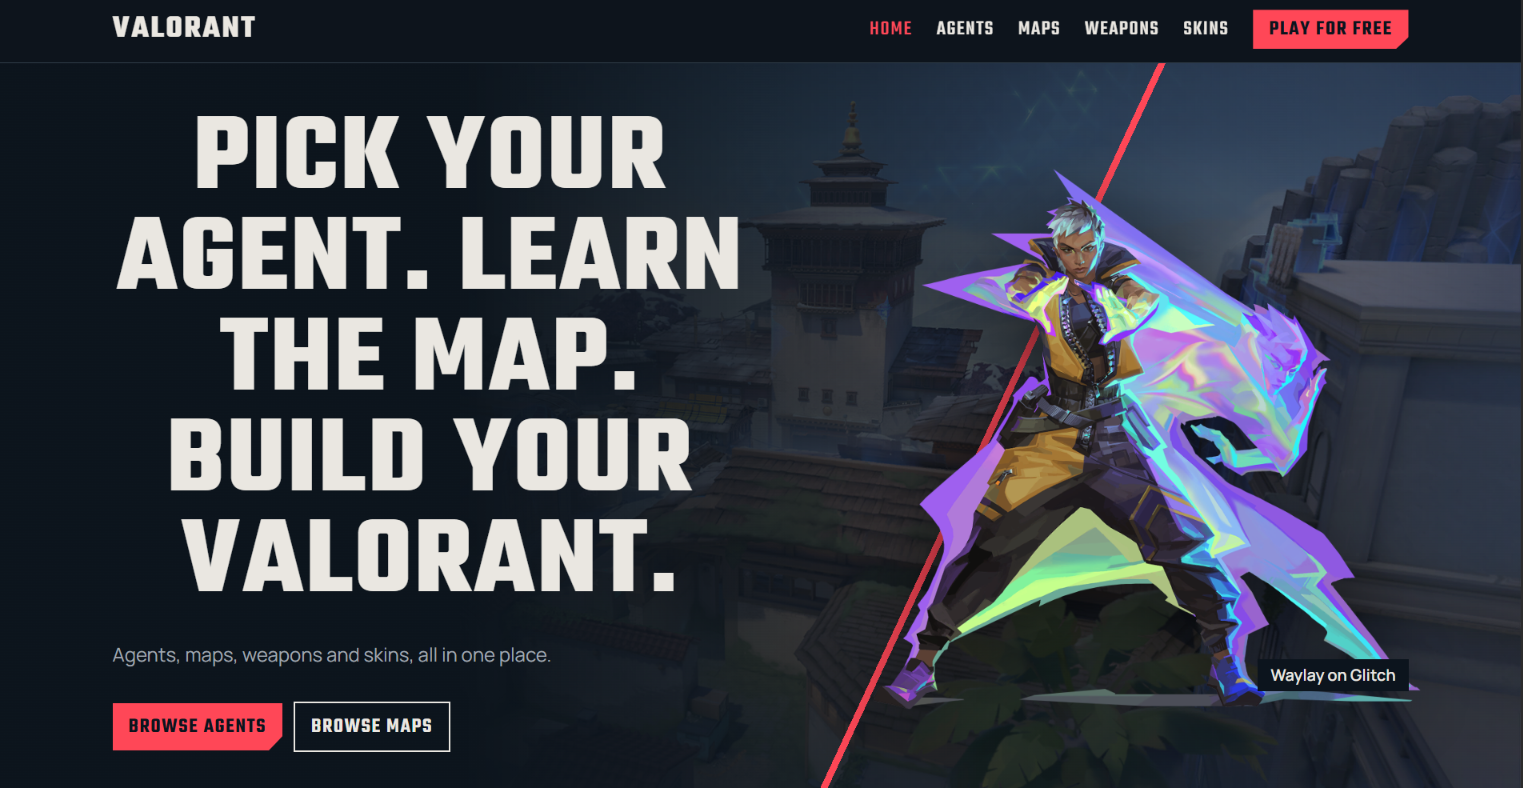 VALORANT
HOME AGENTS MAPS WEAPONS SKINS PLAY FOR FREE
PICK YOUR
AGENT. LEARN
THE MAP.
BUILD YOUR
VALORANT.
Agents, maps, weapons and skins, all in one place.
Waylay on Glitch
BROWSE AGENTS BROWSE MAPS